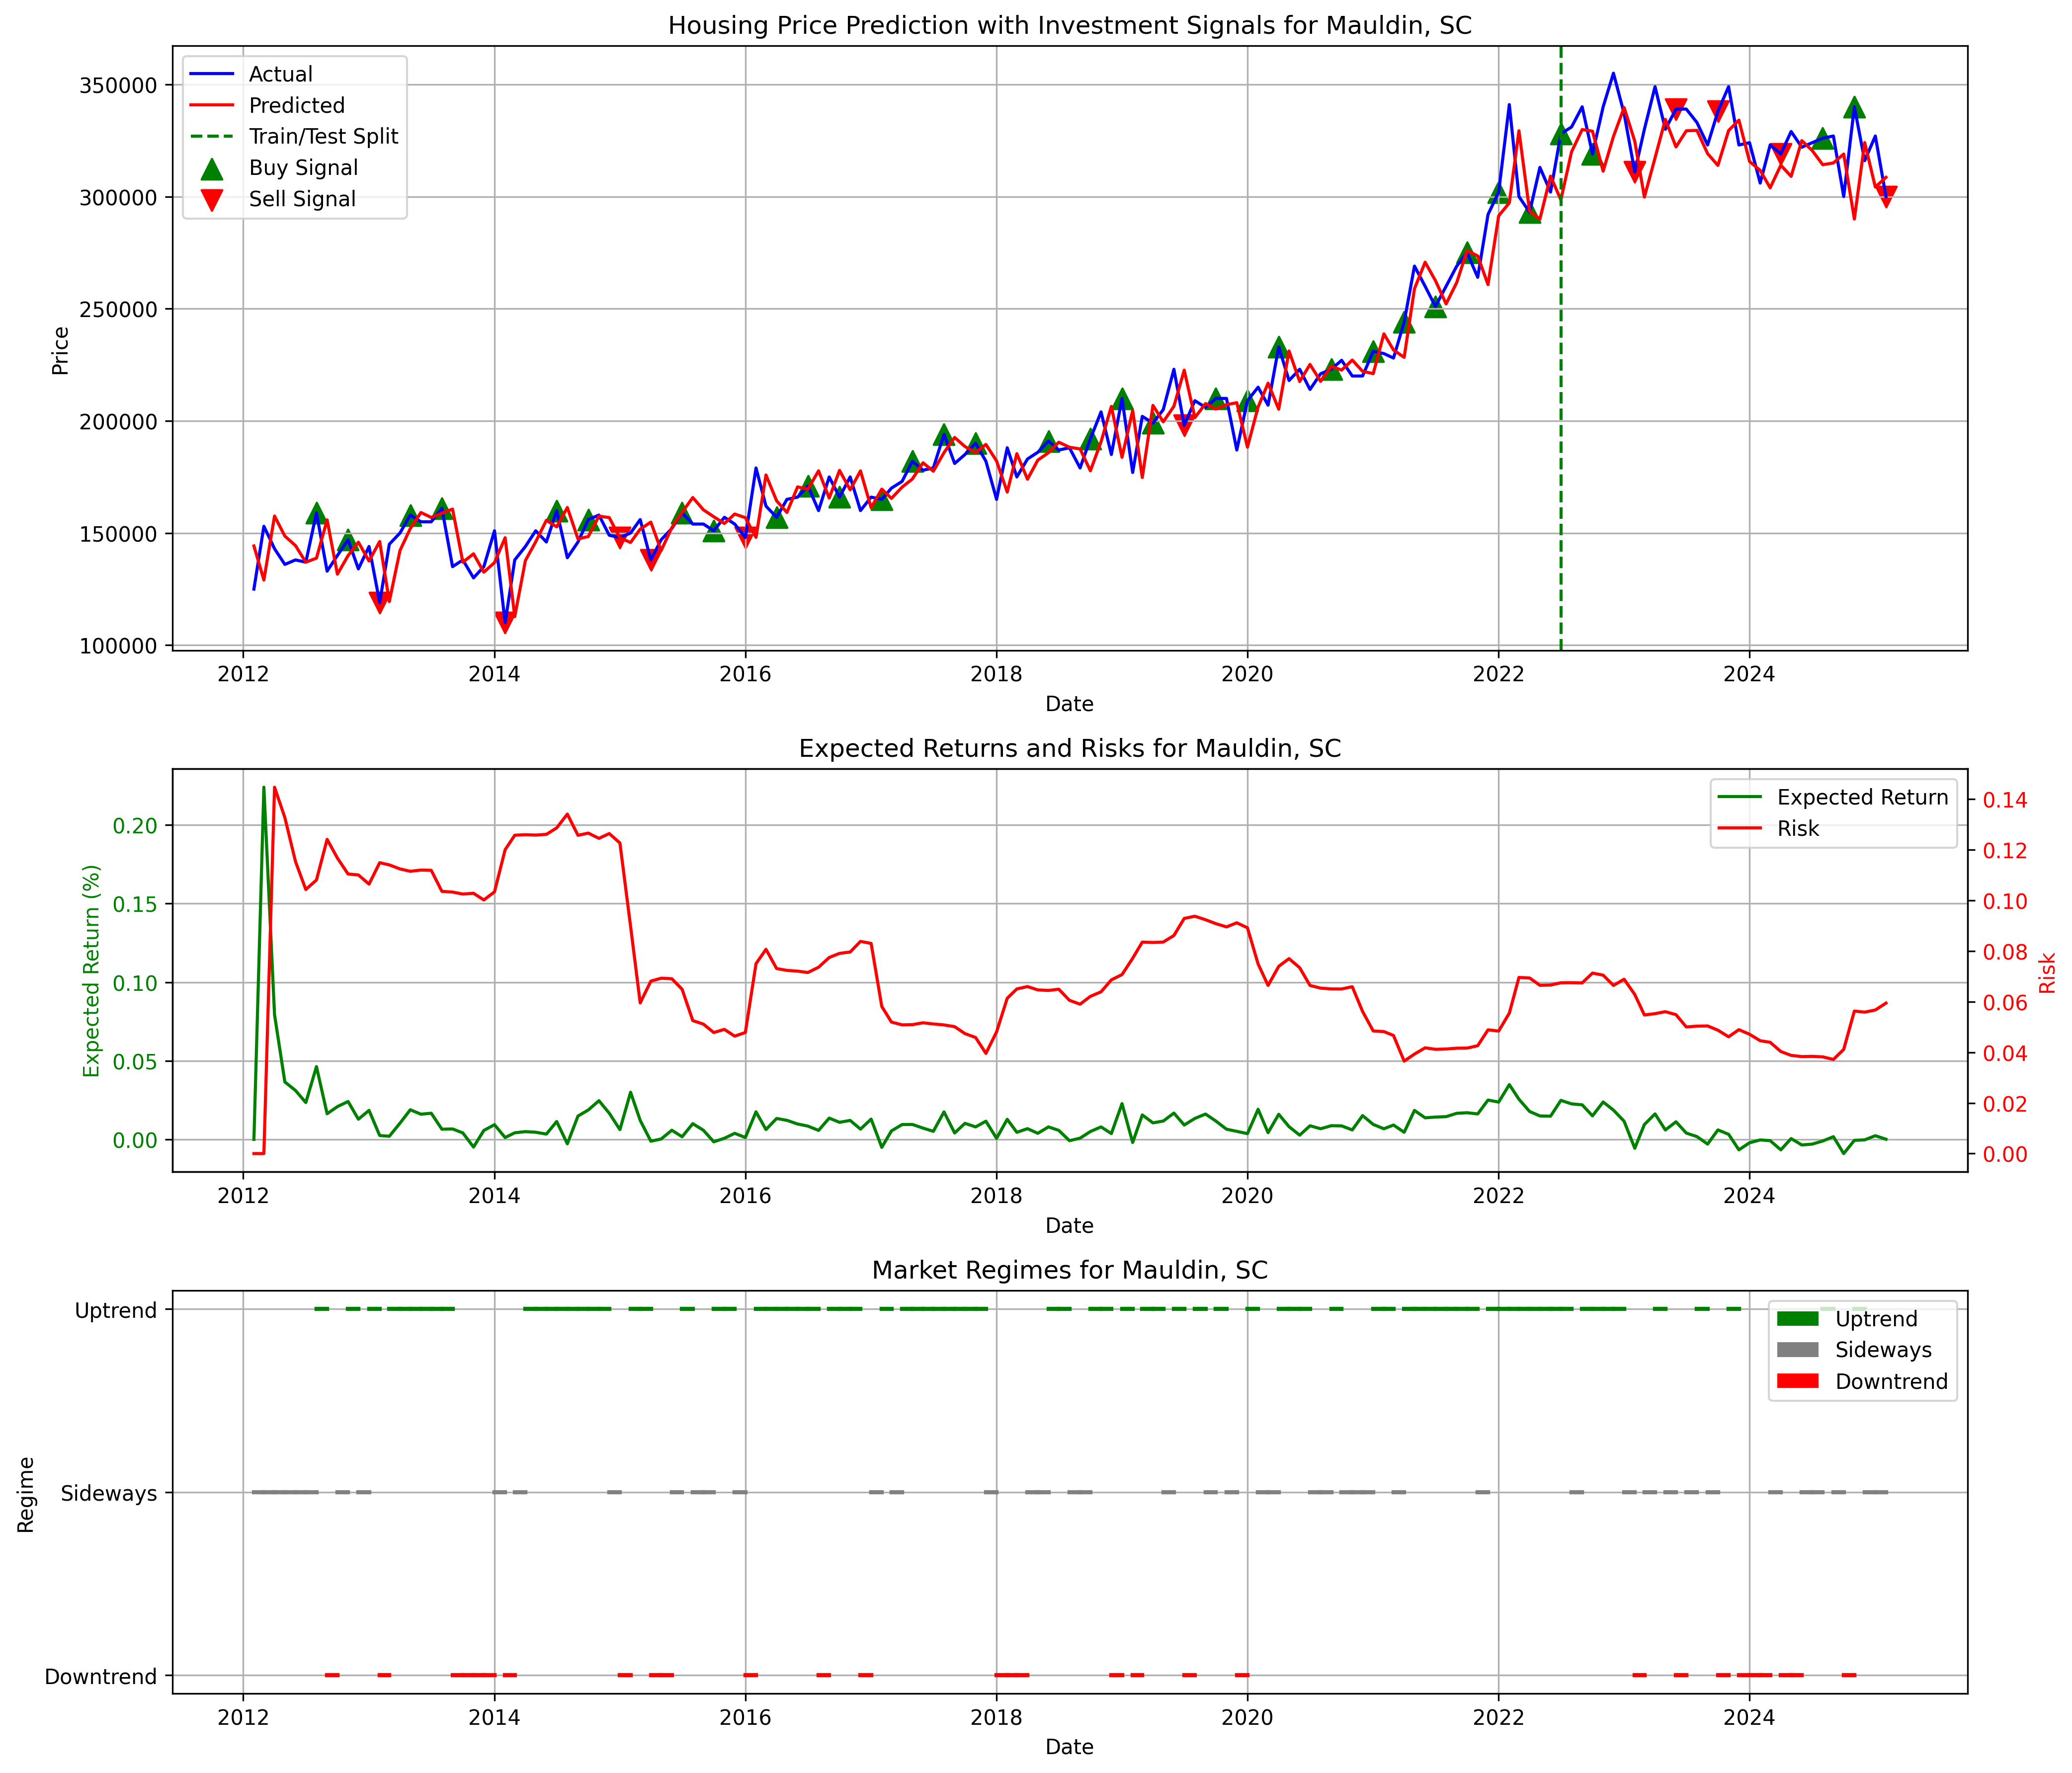 Housing Price Prediction with Investment Signals for Mauldin, SC
Actual
Predicted
Train/Test Split
Buy Signal
Sell Signal
Price
350000
300000
250000
200000
150000
100000
2012 2014 2016 2018 2020 2022 2024
Date
Expected Returns and Risks for Mauldin, SC
Expected Return
Risk
Expected Return (%)
0.20
0.15
0.10
0.05
0.00
Risk
0.14
0.12
0.10
0.08
0.06
0.04
0.02
0.00
2012 2014 2016 2018 2020 2022 2024
Date
Market Regimes for Mauldin, SC
Uptrend
Sideways
Downtrend
Regime
Uptrend
Sideways
Downtrend
2012 2014 2016 2018 2020 2022 2024
Date